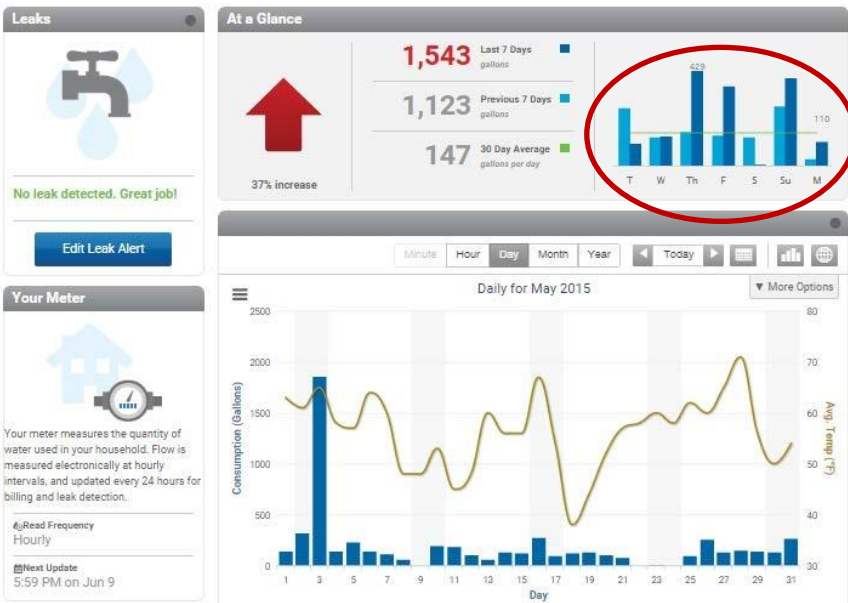 Leaks
No leak detected. Great job!
Edit Leak Alert
Your Meter
Your meter measures the quantity of
water used in your household. Flow is
measured electronically at hourly
intervals, and updated every 24 hours for
billing and leak detection.
Read Frequency
Hourly
Next Update
5:59 PM on Jun 9
At a Glance
37% increase
1,543 Last 7 Days
gallons
1,123 Previous 7 Days
gallons
147 30 Day Average
gallons per day
429
110
T W Th F S Su M
Minute Hour Day Month Year Today
Daily for May 2015
▼ More Options
Consumption (Gallons)
2500
2000
1500
1000
500
0
80
70
60
50
40
30
Avg. Temp (°F)
1 3 5 7 9 11 13 15 17 19 21 23 25 27 29 31
Day